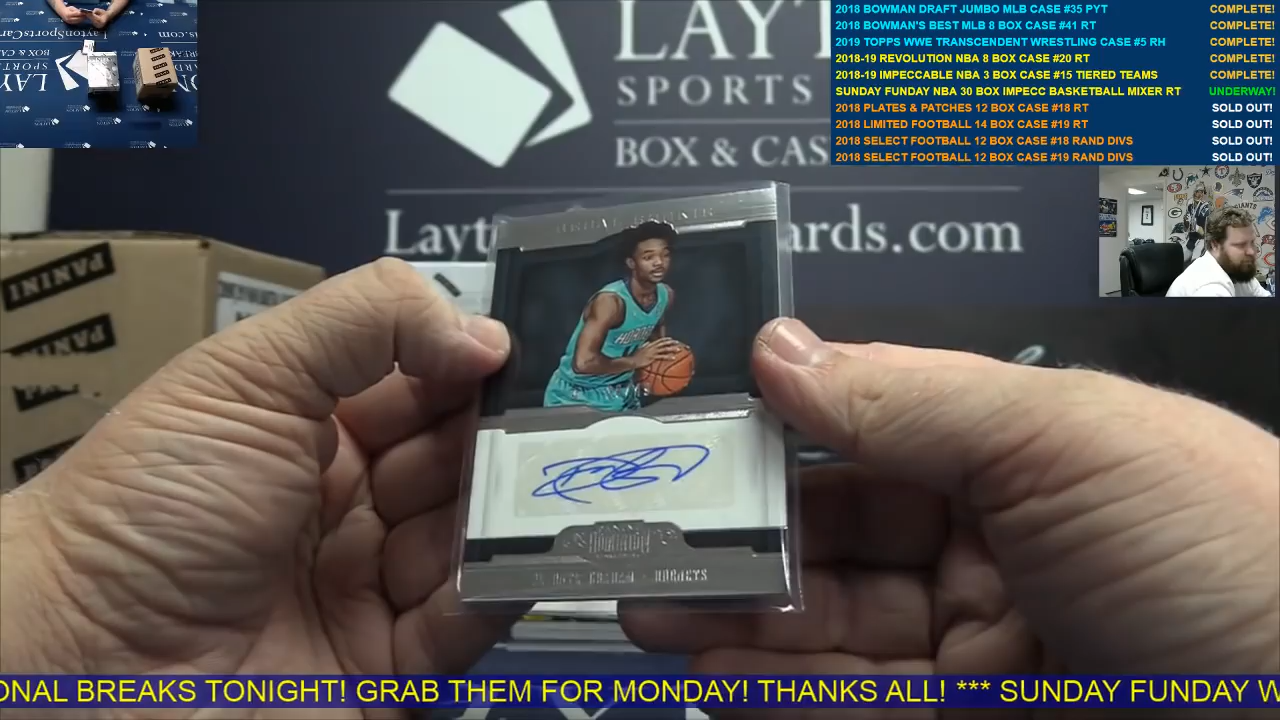 2018 BOWMAN DRAFT JUMBO MLB CASE #35 PYT COMPLETE!
2018 BOWMAN'S BEST MLB 8 BOX CASE #41 RT COMPLETE!
2019 TOPPS WWE TRANSCENDENT WRESTLING CASE #5 RH COMPLETE!
2018-19 REVOLUTION NBA 8 BOX CASE #20 RT COMPLETE!
2018-19 IMPECCABLE NBA 3 BOX CASE #15 TIERED TEAMS COMPLETE!
SUNDAY FUNDAY NBA 30 BOX IMPECC BASKETBALL MIXER RT UNDERWAY!
2018 PLATES & PATCHES 12 BOX CASE #18 RT SOLD OUT!
2018 LIMITED FOOTBALL 14 BOX CASE #19 RT SOLD OUT!
2018 SELECT FOOTBALL 12 BOX CASE #18 RAND DIVS SOLD OUT!
2018 SELECT FOOTBALL 12 BOX CASE #19 RAND DIVS SOLD OUT!
LAYT
SPORTS
BOX & CAS
Layt ards.com
PANINI
PANINI
HORNETS
ONAL BREAKS TONIGHT! GRAB THEM FOR MONDAY! THANKS ALL! *** SUNDAY FUNDAY W